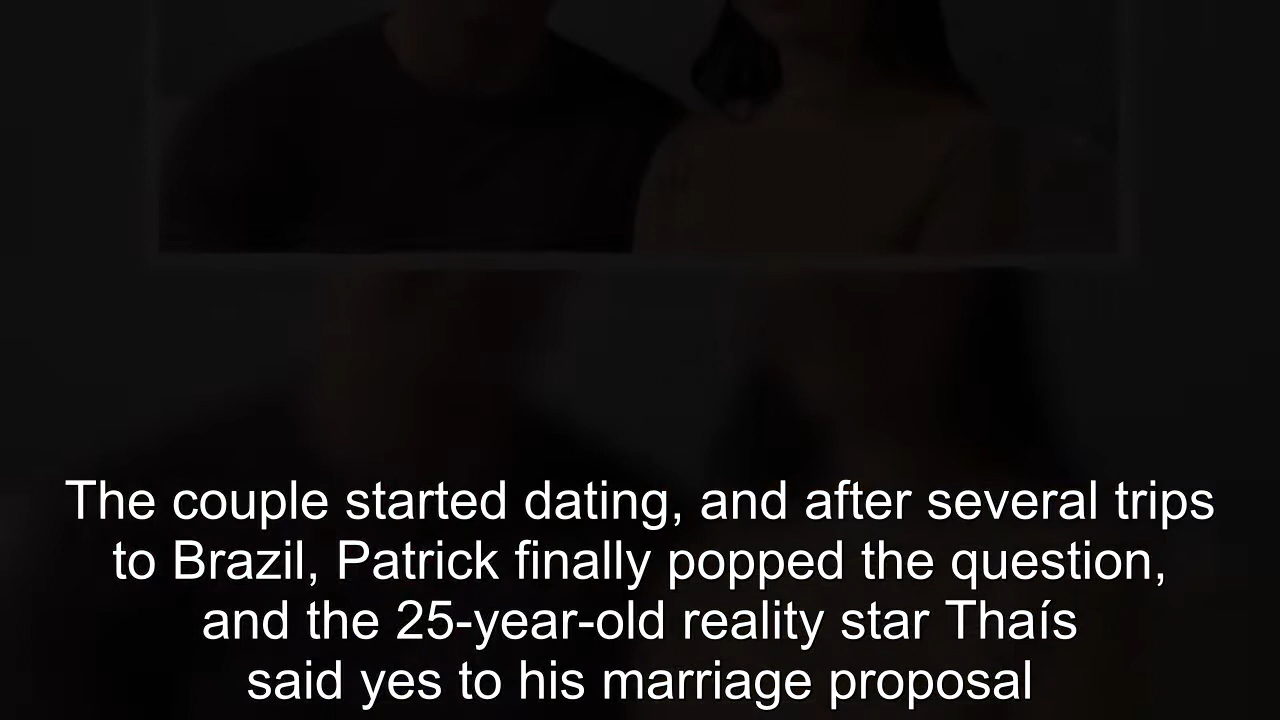 The couple started dating, and after several trips
to Brazil, Patrick finally popped the question,
and the 25-year-old reality star Thaís
said yes to his marriage proposal